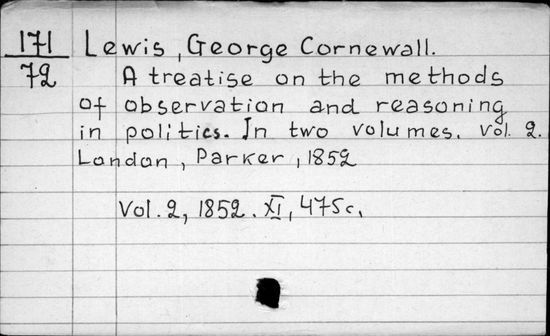 171 Lewis, George Cornewall.
72 A treatise on the methods
of observation and reasoning
in politics. In two volumes. vol. 2.
London, Parker, 1852
Vol. 2, 1852. XI, 475c.